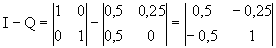 I − Q = |1 0| − |0,5 0,25| = |0,5 − 0,25|
|0 1| |0,5 0| |− 0,5 1|